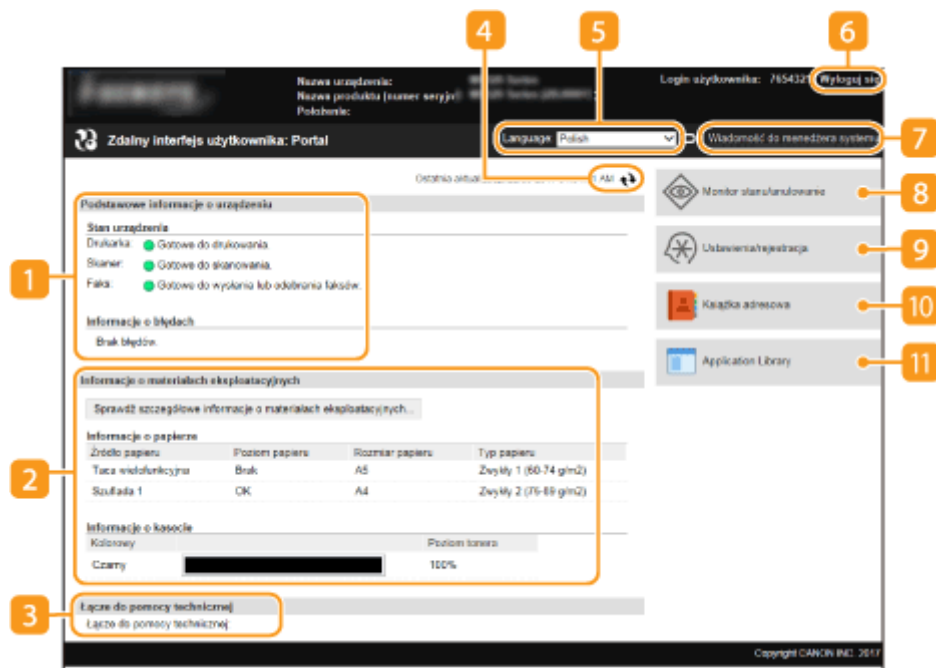 4
5
6
Nazwa urządzenia:
Nazwa produktu (numer seryjn
Położenie:
Login użytkownika: 765432 Wyloguj się
Zdalny interfejs użytkownika: Portal
Language: Polish
Wiadomość do menedżera systemu
7
Ostatnia AM
Podstawowe informacje o urządzeniu
Stan urządzenia
Drukarka: Gotowe do drukowania.
Skaner: Gotowe do skanowania.
Faks: Gotowe do wysłania lub odebrania faksów.
1
Informacje o błędach
Brak błędów.
Monitor stanu/anulowanie
8
Ustawienia/rejestracja
9
Książka adresowa
10
Application Library
11
Informacje o materiałach eksploatacyjnych
Sprawdź szczegółowe informacje o materiałach eksploatacyjnych...
Informacje o papierze
Źródło papieru Poziom papieru Rozmiar papieru Typ papieru
Taca wielofunkcyjna Brak A5 Zwykły 1 (60-74 g/m2)
2
Szuflada 1 OK A4 Zwykły 2 (75-89 g/m2)
Informacje o kasecie
Kolorowy Poziom tonera
Czarny 100%
3
Łącze do pomocy technicznej
Łącze do pomocy technicznej
Copyright CANON INC. 2017